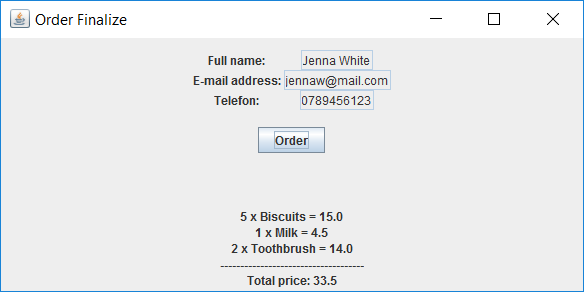 Order Finalize
Full name: Jenna White
E-mail address: jennaw@mail.com
Telefon: 0789456123
Order
5 x Biscuits = 15.0
1 x Milk = 4.5
2 x Toothbrush = 14.0
------------------------------------
Total price: 33.5